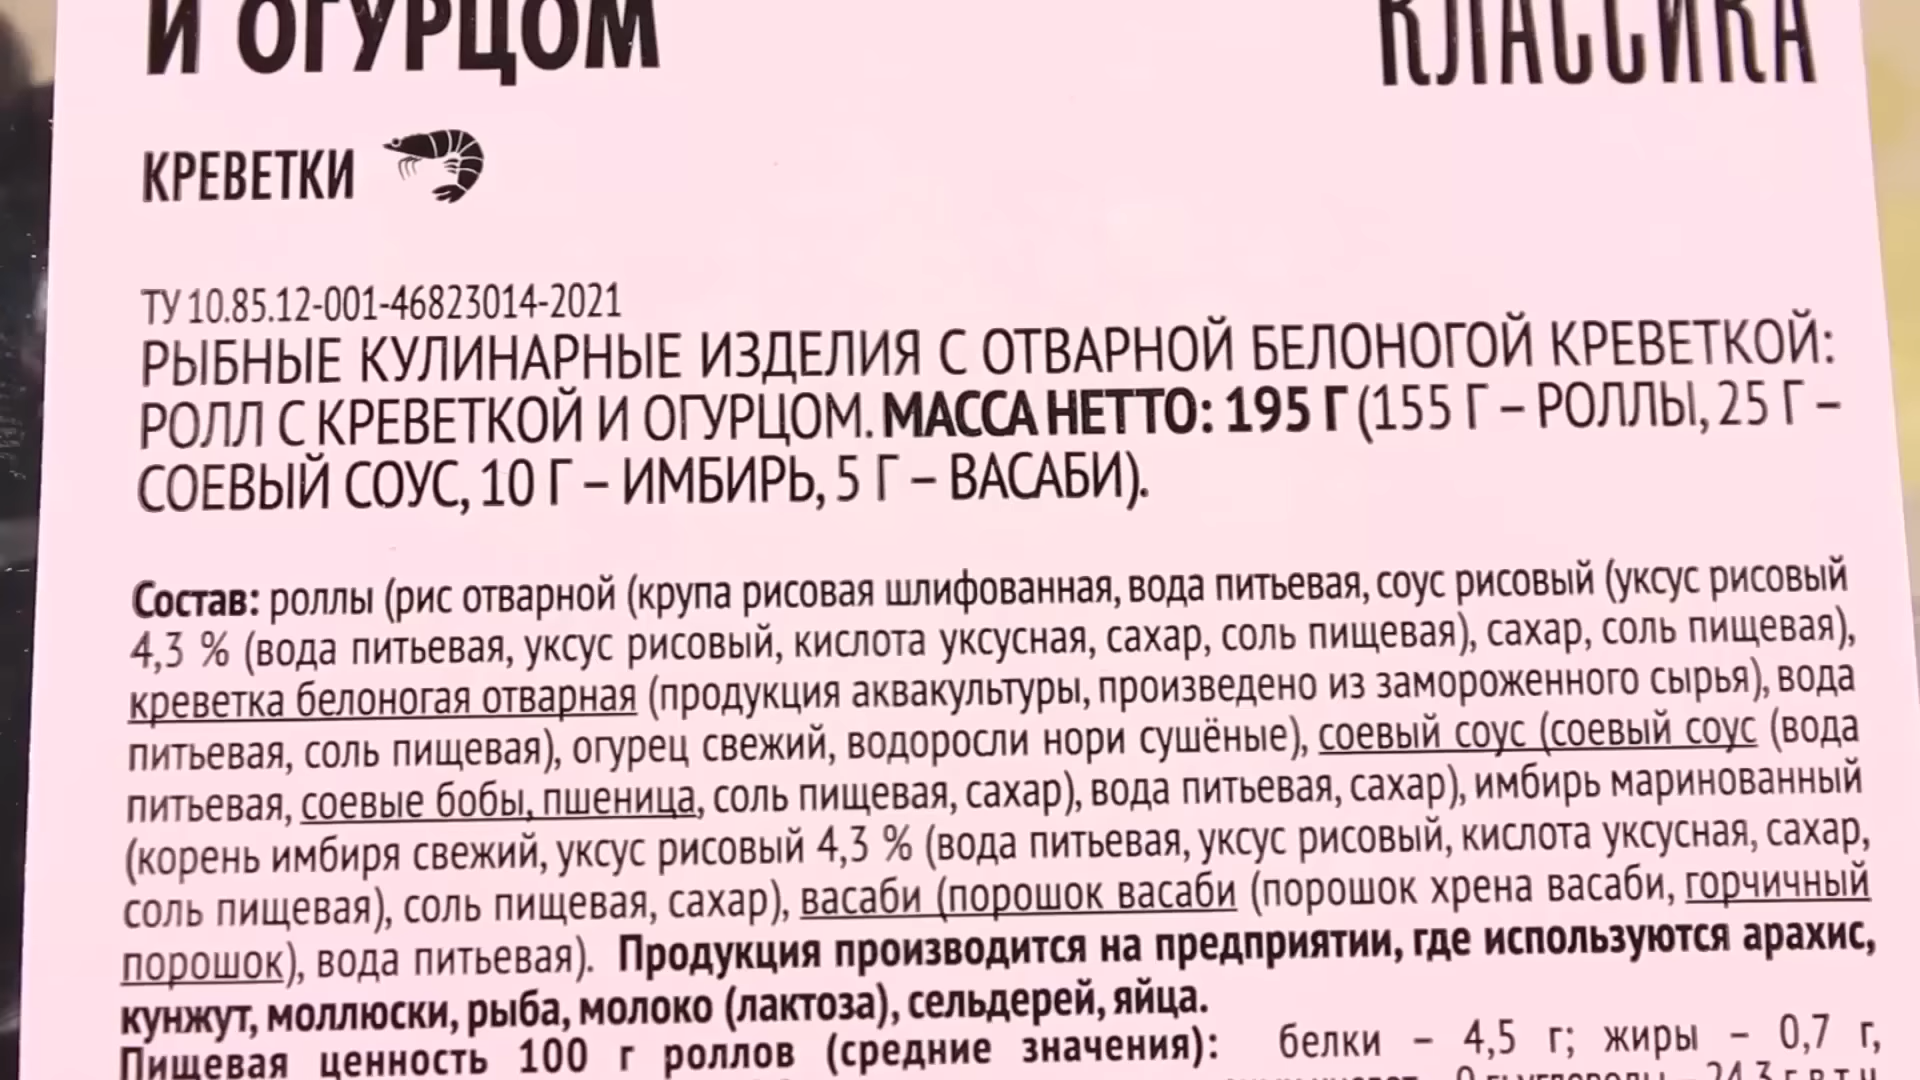 И ОГУРЦОМ
КЛАССИКА
КРЕВЕТКИ
ТУ 10.85.12-001-46823014-2021
РЫБНЫЕ КУЛИНАРНЫЕ ИЗДЕЛИЯ С ОТВАРНОЙ БЕЛОНОГОЙ КРЕВЕТКОЙ:
РОЛЛ С КРЕВЕТКОЙ И ОГУРЦОМ. МАССА НЕТТО: 195 Г (155 Г – РОЛЛЫ, 25 Г –
СОЕВЫЙ СОУС, 10 Г – ИМБИРЬ, 5 Г – ВАСАБИ).
Состав: роллы (рис отварной (крупа рисовая шлифованная, вода питьевая, соус рисовый (уксус рисовый
4,3 % (вода питьевая, уксус рисовый, кислота уксусная, сахар, соль пищевая), сахар, соль пищевая),
креветка белоногая отварная (продукция аквакультуры, произведено из замороженного сырья), вода
питьевая, соль пищевая), огурец свежий, водоросли нори сушёные), соевый соус (соевый соус (вода
питьевая, соевые бобы, пшеница, соль пищевая, сахар), вода питьевая, сахар), имбирь маринованный
(корень имбиря свежий, уксус рисовый 4,3 % (вода питьевая, уксус рисовый, кислота уксусная, сахар,
соль пищевая), соль пищевая, сахар), васаби (порошок васаби (порошок хрена васаби, горчичный
порошок), вода питьевая). Продукция производится на предприятии, где используются арахис,
кунжут, моллюски, рыба, молоко (лактоза), сельдерей, яйца.
Пищевая ценность 100 г роллов (средние значения): белки – 4,5 г; жиры – 0,7 г,